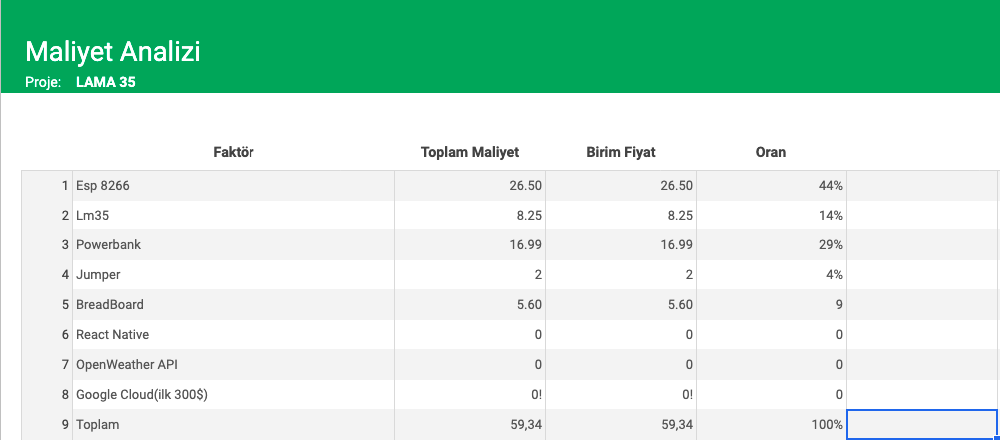 Maliyet Analizi
Proje: LAMA 35
Faktör Toplam Maliyet Birim Fiyat Oran
1 Esp 8266 26.50 26.50 44%
2 Lm35 8.25 8.25 14%
3 Powerbank 16.99 16.99 29%
4 Jumper 2 2 4%
5 BreadBoard 5.60 5.60 9
6 React Native 0 0 0
7 OpenWeather API 0 0 0
8 Google Cloud(ilk 300$) 0! 0! 0
9 Toplam 59,34 59,34 100%